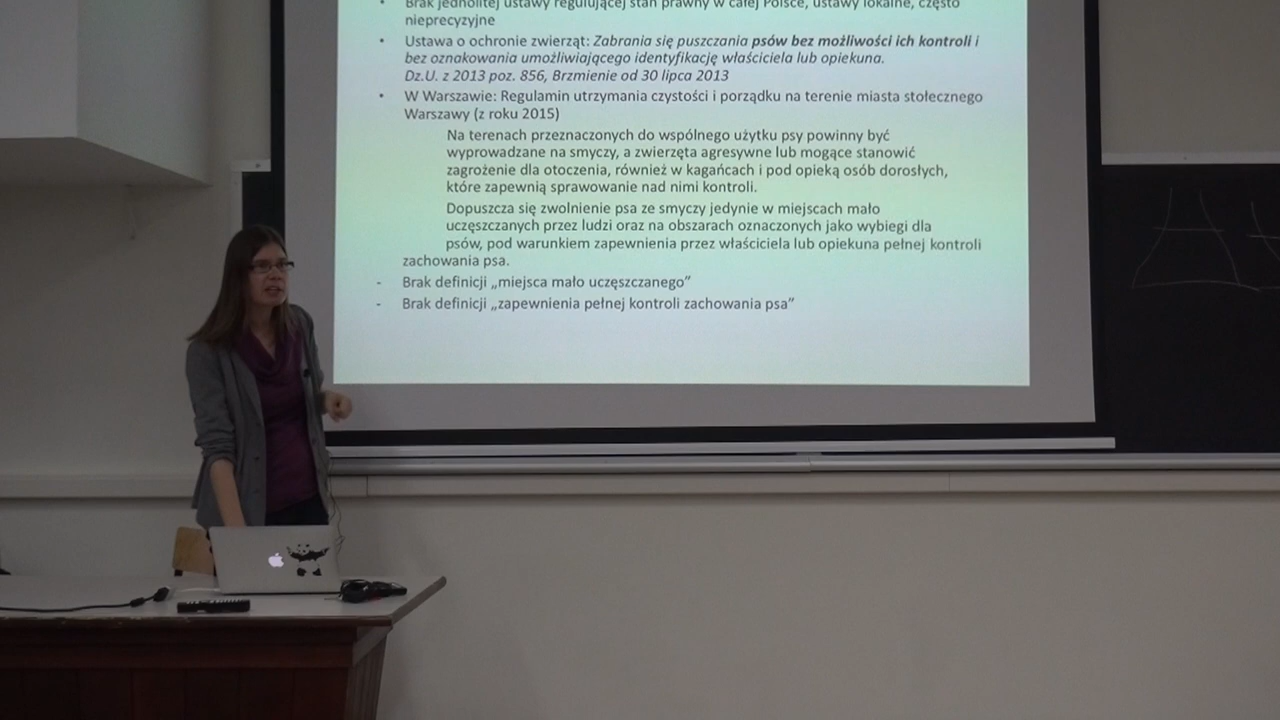 Brak jednolitej ustawy regulującej stan prawny w całej Polsce, ustawy lokalne, często
nieprecyzyjne
Ustawa o ochronie zwierząt: Zabrania się puszczania psów bez możliwości ich kontroli i
bez oznakowania umożliwiającego identyfikację właściciela lub opiekuna.
Dz.U. z 2013 poz. 856, Brzmienie od 30 lipca 2013
W Warszawie: Regulamin utrzymania czystości i porządku na terenie miasta stołecznego
Warszawy (z roku 2015)
Na terenach przeznaczonych do wspólnego użytku psy powinny być
wyprowadzane na smyczy, a zwierzęta agresywne lub mogące stanowić
zagrożenie dla otoczenia, również w kagańcach i pod opieką osób dorosłych,
które zapewnią sprawowanie nad nimi kontroli.
Dopuszcza się zwolnienie psa ze smyczy jedynie w miejscach mało
uczęszczanych przez ludzi oraz na obszarach oznaczonych jako wybiegi dla
psów, pod warunkiem zapewnienia przez właściciela lub opiekuna pełnej kontroli
zachowania psa.
- Brak definicji „miejsca mało uczęszczanego”
- Brak definicji „zapewnienia pełnej kontroli zachowania psa”